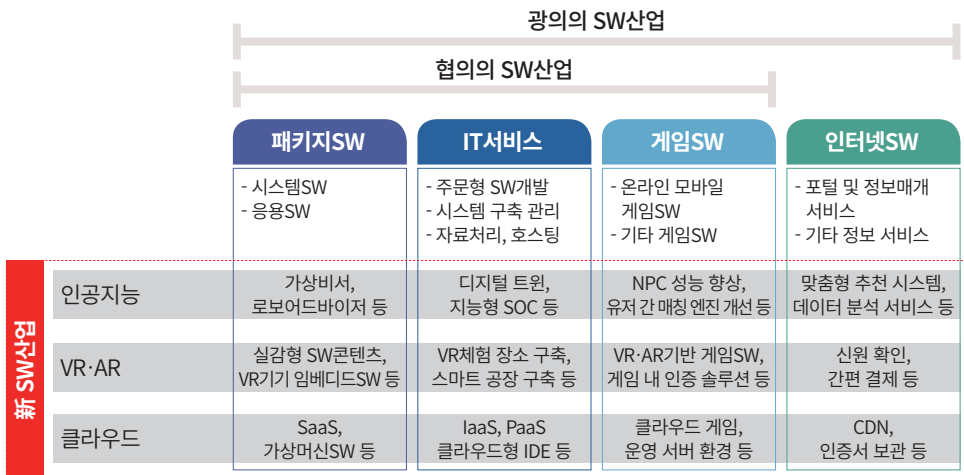 광의의 SW산업
협의의 SW산업
패키지SW
IT서비스
게임SW
인터넷SW
- 시스템SW
- 응용SW
- 주문형 SW개발
- 시스템 구축 관리
- 자료처리, 호스팅
- 온라인 모바일
게임SW
- 기타 게임SW
- 포털 및 정보매개
서비스
- 기타 정보 서비스
新 SW산업
인공지능
가상비서,
로보어드바이저 등
디지털 트윈,
지능형 SOC 등
NPC 성능 향상,
유저 간 매칭 엔진 개선 등
맞춤형 추천 시스템,
데이터 분석 서비스 등
VR·AR
실감형 SW콘텐츠,
VR기기 임베디드SW 등
VR체험 장소 구축,
스마트 공장 구축 등
VR·AR기반 게임SW,
게임 내 인증 솔루션 등
신원 확인,
간편 결제 등
클라우드
SaaS,
가상머신SW 등
IaaS, PaaS
클라우드형 IDE 등
클라우드 게임,
운영 서버 환경 등
CDN,
인증서 보관 등